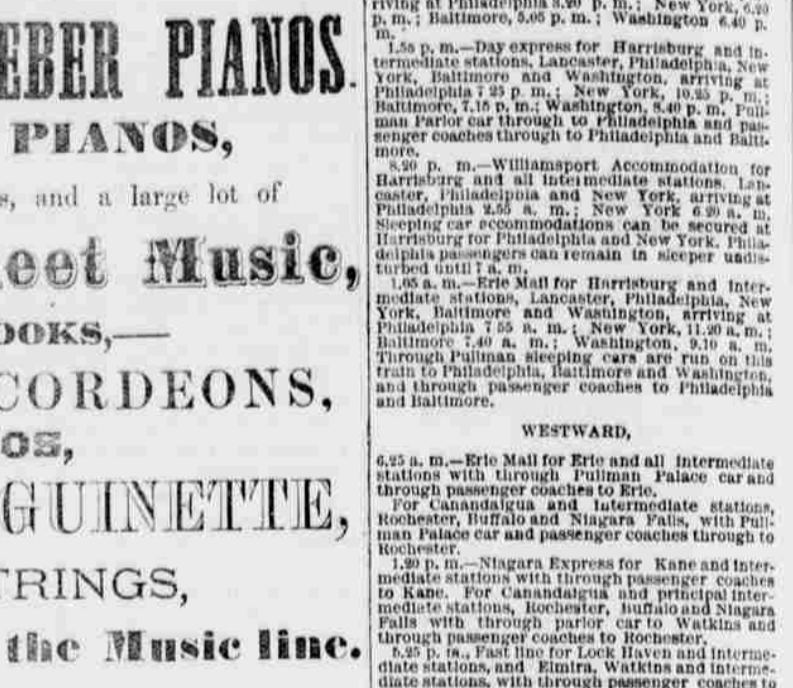 EBER PIANOS.
PIANOS,
s, and a large lot of
eet Music,
OOKS,—
CORDEONS,
OS,
GUINETTE,
TRINGS,
the Music line.
riving at Philadelphia 3.20 p. m.; New York, 6.20
p. m.; Baltimore, 5.05 p. m.; Washington 6.40 p.
m.
1.55 p. m.—Day express for Harrisburg and in-
termediate stations, Lancaster, Philadelphia, New
York, Baltimore and Washington, arriving at
Philadelphia 7 25 p. m.; New York, 10.25 p. m.;
Baltimore, 7.15 p. m.; Washington, 8.40 p. m. Pull-
man Parlor car through to Philadelphia and pas-
senger coaches through to Philadelphia and Balti-
more.
8.20 p. m.—Williamsport Accommodation for
Harrisburg and all intermediate stations, Lan-
caster, Philadelphia and New York, arriving at
Philadelphia 2.55 a. m.; New York 6 20 a. m.
Sleeping car accommodations can be secured at
Harrisburg for Philadelphia and New York. Phila-
delphia passengers can remain in sleeper undis-
turbed until 7 a. m.
1.05 a. m.—Erie Mail for Harrisburg and inter-
mediate stations, Lancaster, Philadelphia, New
York, Baltimore and Washington, arriving at
Philadelphia 7 55 a. m.; New York, 11.20 a. m.;
Baltimore 7.40 a. m.; Washington, 9.10 a. m.
Through Pullman sleeping cars are run on this
train to Philadelphia, Baltimore and Washington,
and through passenger coaches to Philadelphia
and Baltimore.
WESTWARD,
6.25 a. m.—Erie Mail for Erie and all intermediate
stations with through Pullman Palace car and
through passenger coaches to Erie.
For Canandaigua and intermediate stations,
Rochester, Buffalo and Niagara Falls, with Pull-
man Palace car and passenger coaches through to
Rochester.
1.20 p. m.—Niagara Express for Kane and inter-
mediate stations with through passenger coaches
to Kane. For Canandaigua and principal inter-
mediate stations, Rochester, Buffalo and Niagara
Falls with through parlor car to Watkins and
through passenger coaches to Rochester.
5.25 p. m., Fast line for Lock Haven and interme-
diate stations, and Elmira, Watkins and interme-
diate stations, with through passenger coaches to